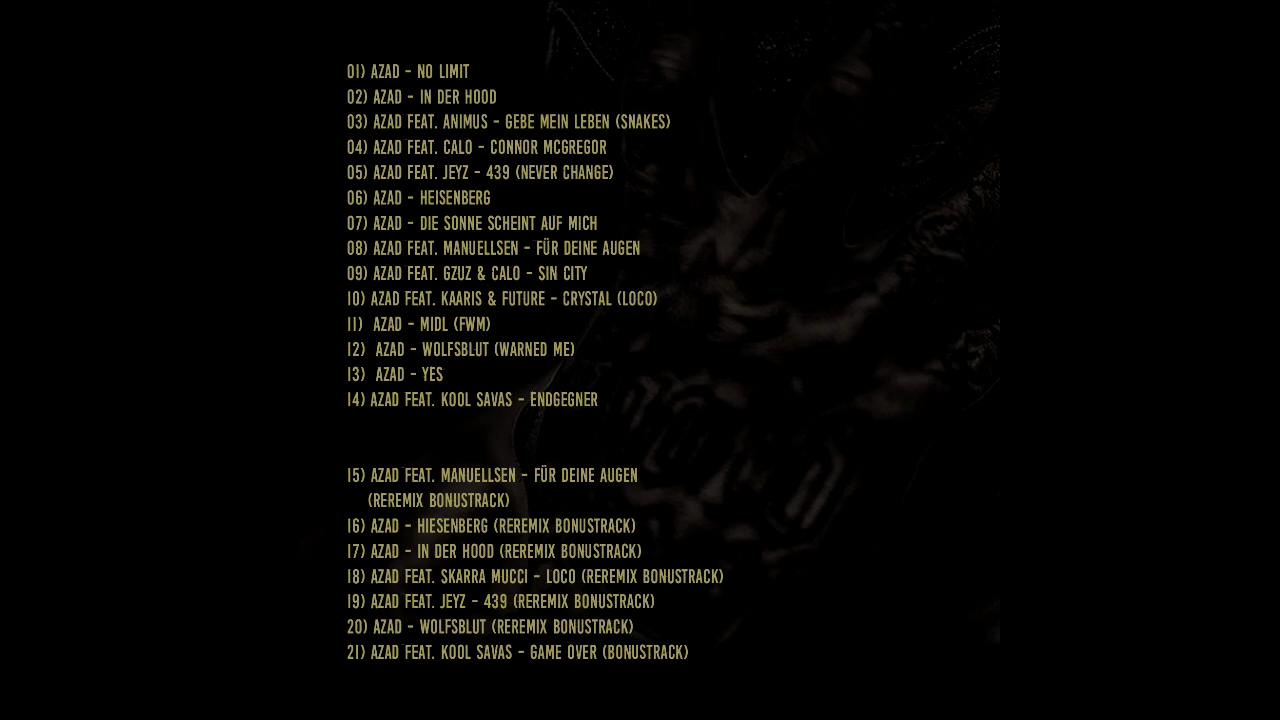 01) AZAD - NO LIMIT
02) AZAD - IN DER HOOD
03) AZAD FEAT. ANIMUS - GEBE MEIN LEBEN (SNAKES)
04) AZAD FEAT. CALO - CONNOR MCGREGOR
05) AZAD FEAT. JEYZ - 439 (NEVER CHANGE)
06) AZAD - HEISENBERG
07) AZAD - DIE SONNE SCHEINT AUF MICH
08) AZAD FEAT. MANUELLSEN - FÜR DEINE AUGEN
09) AZAD FEAT. GZUZ & CALO - SIN CITY
10) AZAD FEAT. KAARIS & FUTURE - CRYSTAL (LOCO)
11) AZAD - MIDL (FWM)
12) AZAD - WOLFSBLUT (WARNED ME)
13) AZAD - YES
14) AZAD FEAT. KOOL SAVAS - ENDGEGNER
15) AZAD FEAT. MANUELLSEN - FÜR DEINE AUGEN
(REREMIX BONUSTRACK)
16) AZAD - HIESENBERG (REREMIX BONUSTRACK)
17) AZAD - IN DER HOOD (REREMIX BONUSTRACK)
18) AZAD FEAT. SKARRA MUCCI - LOCO (REREMIX BONUSTRACK)
19) AZAD FEAT. JEYZ - 439 (REREMIX BONUSTRACK)
20) AZAD - WOLFSBLUT (REREMIX BONUSTRACK)
21) AZAD FEAT. KOOL SAVAS - GAME OVER (BONUSTRACK)